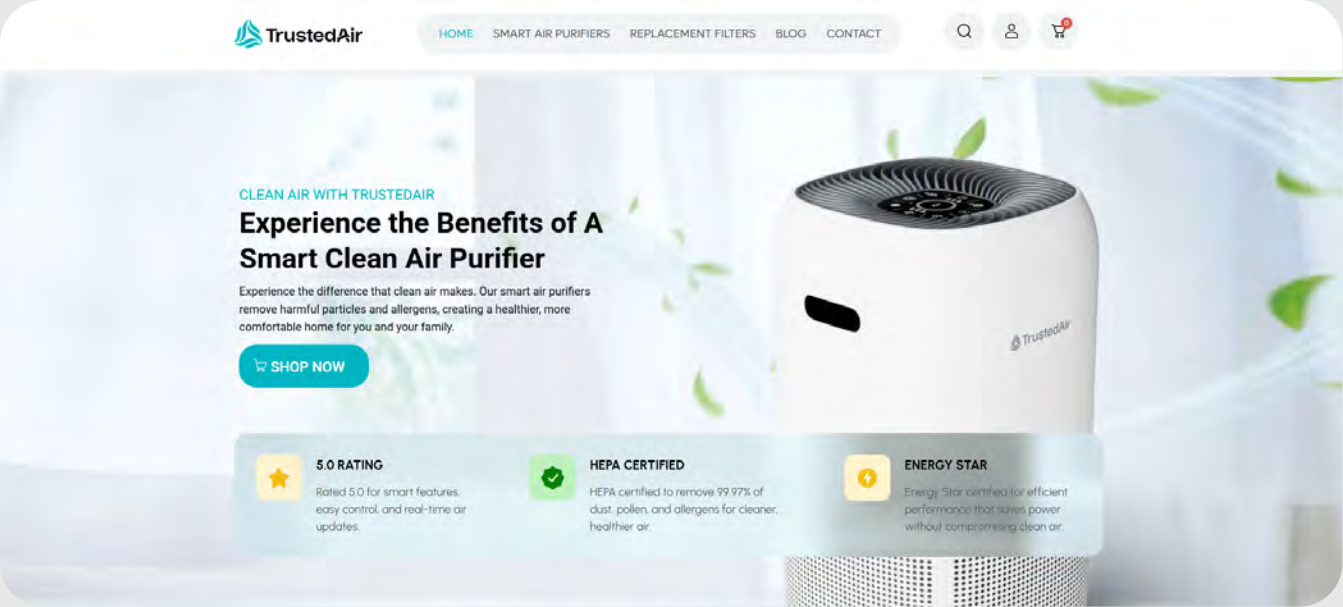 TrustedAir
HOME SMART AIR PURIFIERS REPLACEMENT FILTERS BLOG CONTACT
0
CLEAN AIR WITH TRUSTEDAIR
Experience the Benefits of A
Smart Clean Air Purifier
Experience the difference that clean air makes. Our smart air purifiers
remove harmful particles and allergens, creating a healthier, more
comfortable home for you and your family.
SHOP NOW
TrustedAir
5.0 RATING
Rated 5.0 for smart features,
easy control, and real-time air
updates.
HEPA CERTIFIED
HEPA certified to remove 99.97% of
dust, pollen, and allergens for cleaner,
healthier air.
ENERGY STAR
Energy Star certified for efficient
performance that saves power
without compromising clean air.